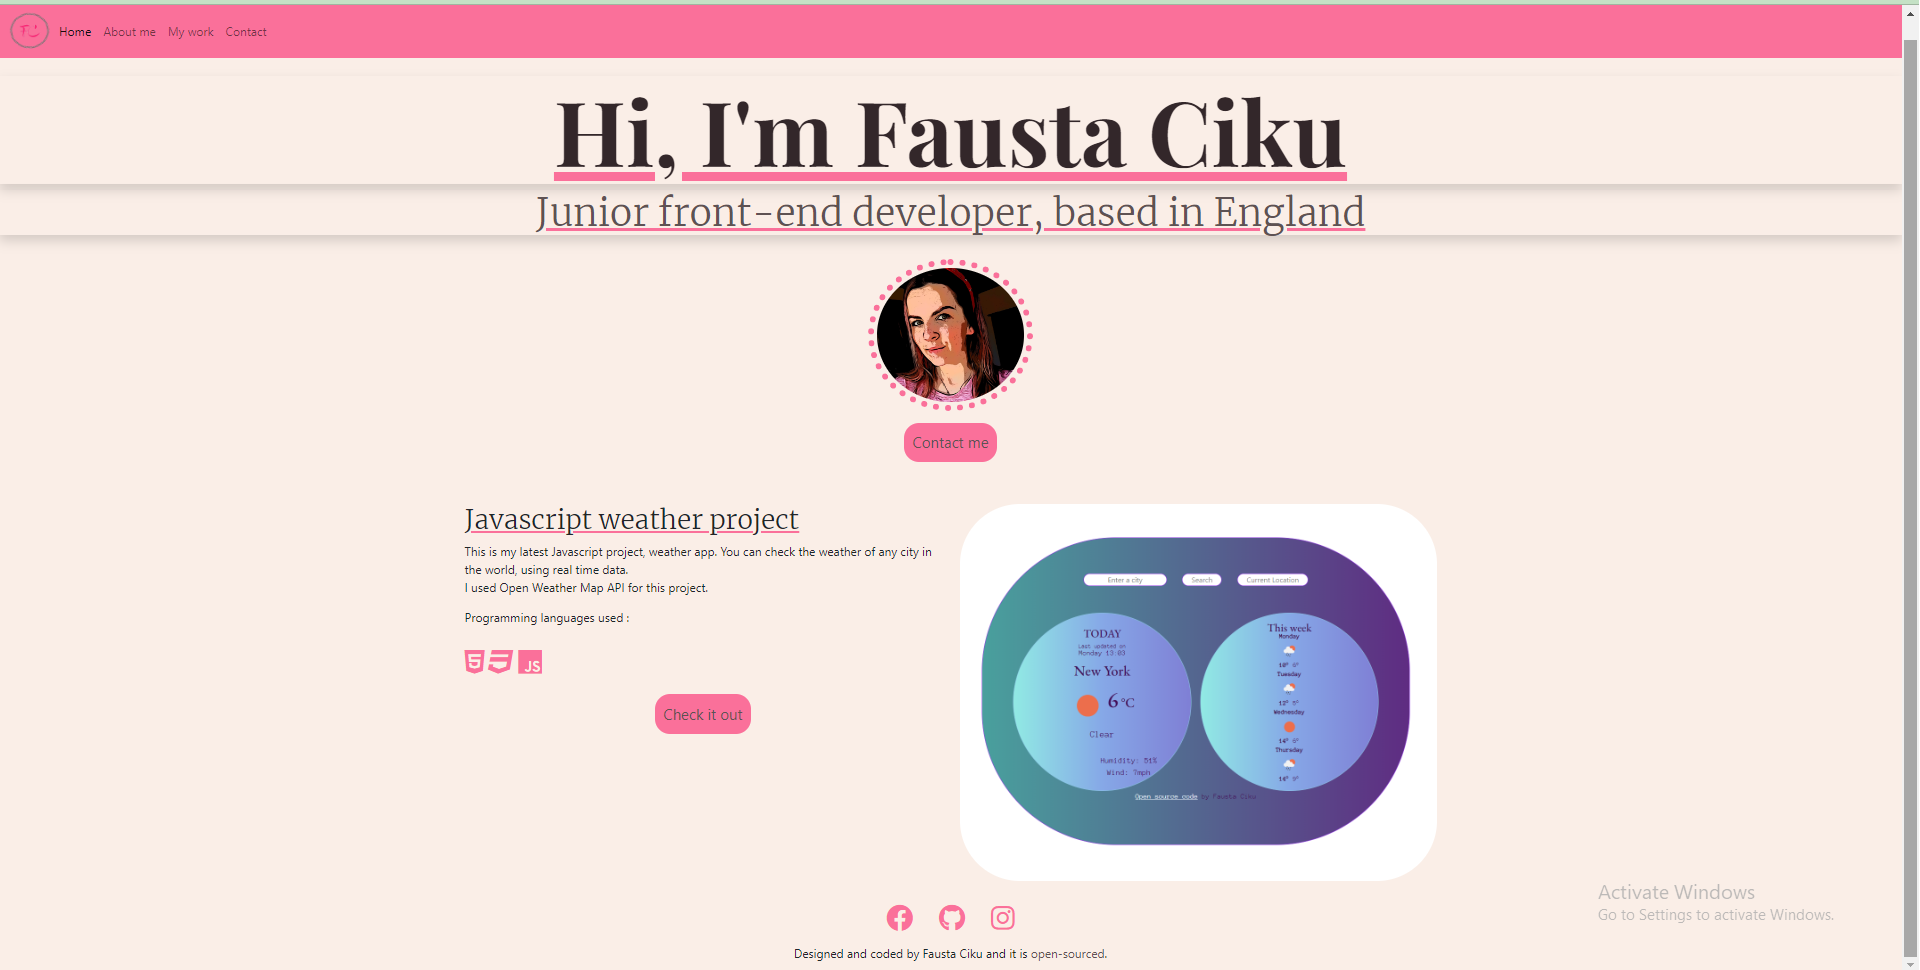 Home About me My work Contact
Hi, I'm Fausta Ciku
Junior front-end developer, based in England
Contact me
Javascript weather project
This is my latest Javascript project, weather app. You can check the weather of any city in
the world, using real time data.
I used Open Weather Map API for this project.
Programming languages used :
JS
Check it out
Enter a city Search Current Location
TODAY
Last updated on
Monday 13:03
New York
6 °C
Clear
Humidity: 51%
Wind: 7mph
This week
Monday
10° 6°
Tuesday
12° 5°
Wednesday
14° 6°
Thursday
Open source code by Fausta Ciku
Activate Windows
Go to Settings to activate Windows.
Designed and coded by Fausta Ciku and it is open-sourced.